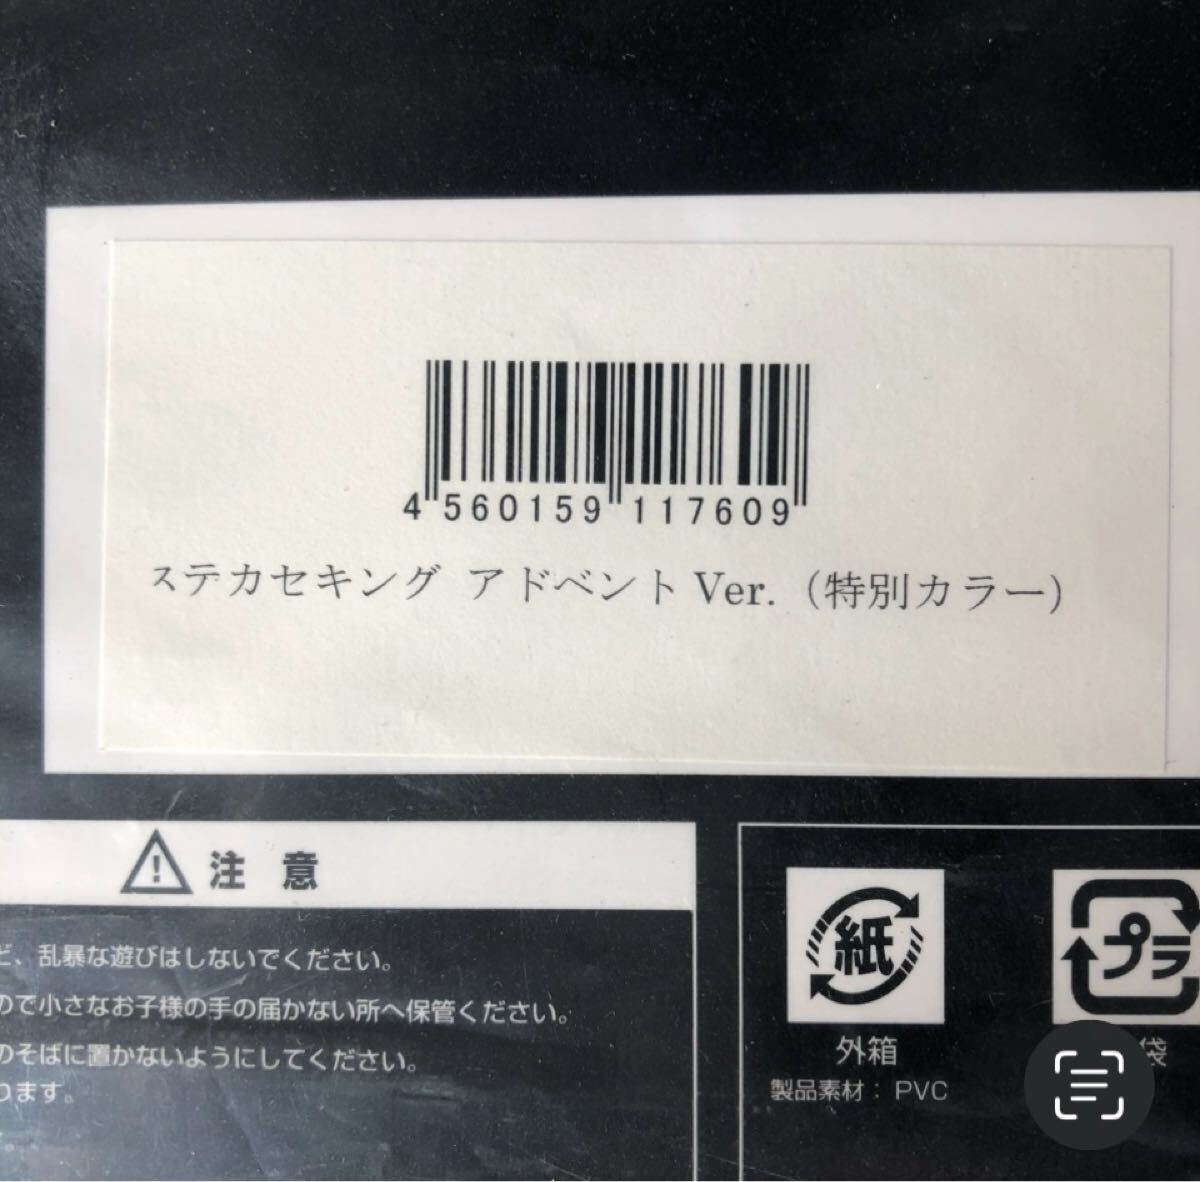 4 560159 117609
ステカセキング アドベント Ver.（特別カラー）
注 意
ど、乱暴な遊びはしないでください。
ので小さなお子様の手の届かない所へ保管ください。
のそばに置かないようにしてください。
ります。
紙
プラ
外箱
袋
製品素材：PVC